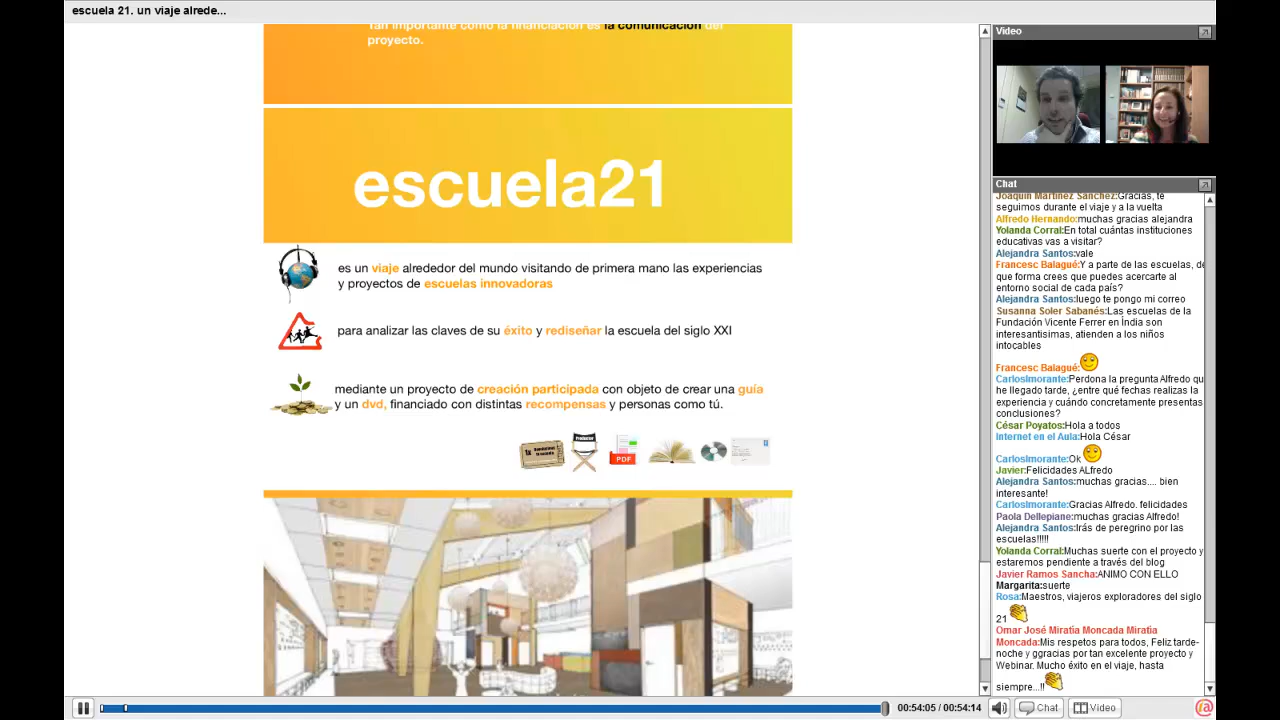 escuela 21. un viaje alrede...
Tan importante como la financiación es la comunicación del
proyecto.
escuela21
es un viaje alrededor del mundo visitando de primera mano las experiencias
y proyectos de escuelas innovadoras
para analizar las claves de su éxito y rediseñar la escuela del siglo XXI
mediante un proyecto de creación participada con objeto de crear una guía
y un dvd, financiado con distintas recompensas y personas como tú.
Productor
PDF
Video
Chat
Joaquín Martínez Sánchez:Gracias, te
seguimos durante el viaje y a la vuelta
Alfredo Hernando:muchas gracias alejandra
Yolanda Corral:En total cuántas instituciones
educativas vas a visitar?
Alejandra Santos:vale
Francesc Balagué:Y a parte de las escuelas, de
que forma crees que puedes acercarte al
entorno social de cada país?
Alejandra Santos:luego te pongo mi correo
Susanna Soler Sabanés:Las escuelas de la
Fundación Vicente Ferrer en Índia son
interesantisimas, atienden a los niños
intocables
Francesc Balagué:
Carloslmorante:Perdona la pregunta Alfredo que
he llegado tarde, ¿entre qué fechas realizas la
experiencia y cuándo concretamente presentas
conclusiones?
César Poyatos:Hola a todos
Internet en el Aula:Hola César
Carloslmorante:Ok
Javier:Felicidades ALfredo
Alejandra Santos:muchas gracias.... bien
interesante!
Carloslmorante:Gracias Alfredo. felicidades
Paola Dellepiane:muchas gracias Alfredo!
Alejandra Santos:Irás de peregrino por las
escuelas!!!!!
Yolanda Corral:Muchas suerte con el proyecto y
estaremos pendiente a través del blog
Javier Ramos Sancha:ANIMO CON ELLO
Margarita:suerte
Rosa:Maestros, viajeros exploradores del siglo
21
Omar José Miratìa Moncada Miratìa
Moncada:Mis respetos para todos, Feliz tarde-
noche y ggracias por tan excelente proyecto y
Webinar. Mucho éxito en el viaje, hasta
siempre...!!
00:54:05 / 00:54:14
Chat
Video